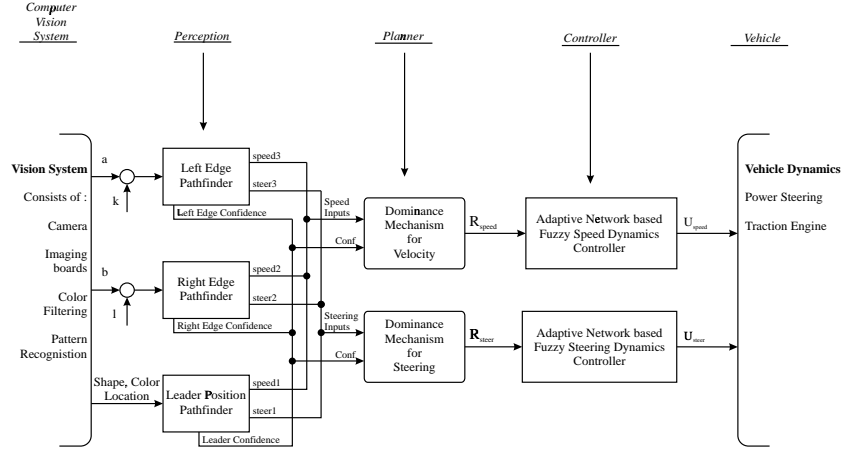 Computer
Vision
System
Perception
Planner
Controller
Vehicle
Vision System
Consists of :
Camera
Imaging
boards
Color
Filtering
Pattern
Recognistion
a
k
b
l
Shape, Color
Location
Left Edge
Pathfinder
speed3
steer3
Left Edge Confidence
Right Edge
Pathfinder
speed2
steer2
Right Edge Confidence
Leader Position
Pathfinder
speed1
steer1
Leader Confidence
Speed
Inputs
Conf
Steering
Inputs
Conf
Dominance
Mechanism
for
Velocity
Dominance
Mechanism
for
Steering
R speed
R steer
Adaptive Network based
Fuzzy Speed Dynamics
Controller
Adaptive Network based
Fuzzy Steering Dynamics
Controller
U speed
U steer
Vehicle Dynamics
Power Steering
Traction Engine